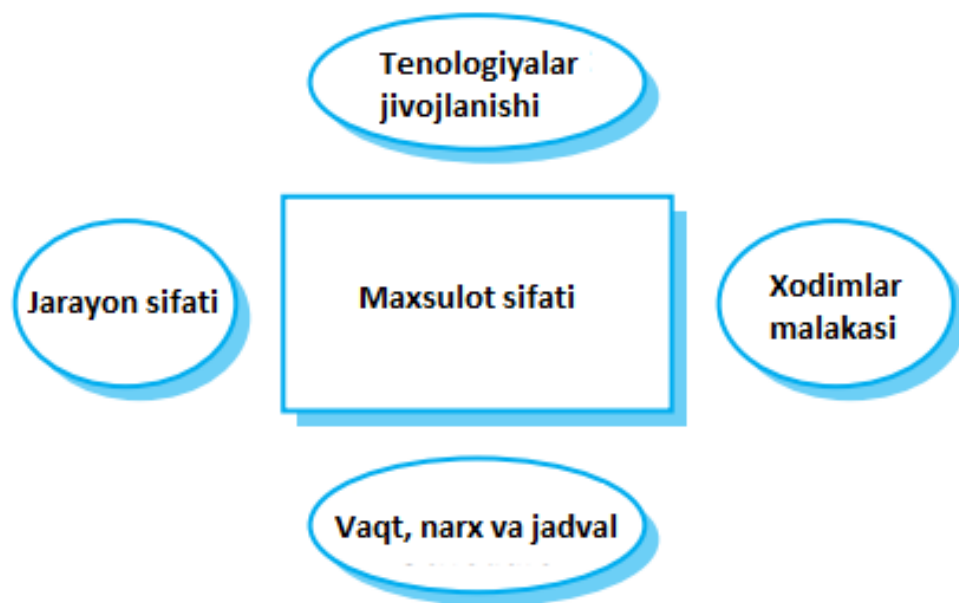 Tenologiyalar
jivojlanishi
Jarayon sifati
Maxsulot sifati
Xodimlar
malakasi
Vaqt, narx va jadval